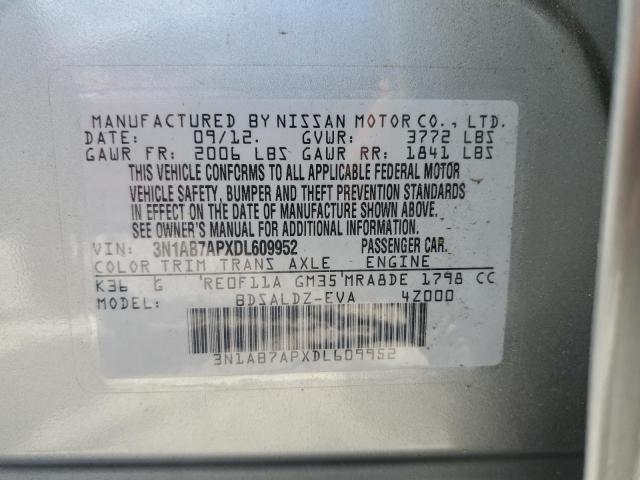 MANUFACTURED BY NISSAN MOTOR CO., LTD.
DATE: 09/12. GVWR: 3772 LBS
GAWR FR: 2006 LBS GAWR RR: 1841 LBS
THIS VEHICLE CONFORMS TO ALL APPLICABLE FEDERAL MOTOR
VEHICLE SAFETY, BUMPER AND THEFT PREVENTION STANDARDS
IN EFFECT ON THE DATE OF MANUFACTURE SHOWN ABOVE.
SEE OWNER'S MANUAL FOR ADDITIONAL INFORMATION.
VIN: 3N1AB7APXDL609952 PASSENGER CAR.
COLOR TRIM TRANS AXLE ENGINE
K36 G RE0F11A GM35 MRA8DE 1798 CC
MODEL: BDSALDZ-EVA 4Z000
3N1AB7APXDL609952